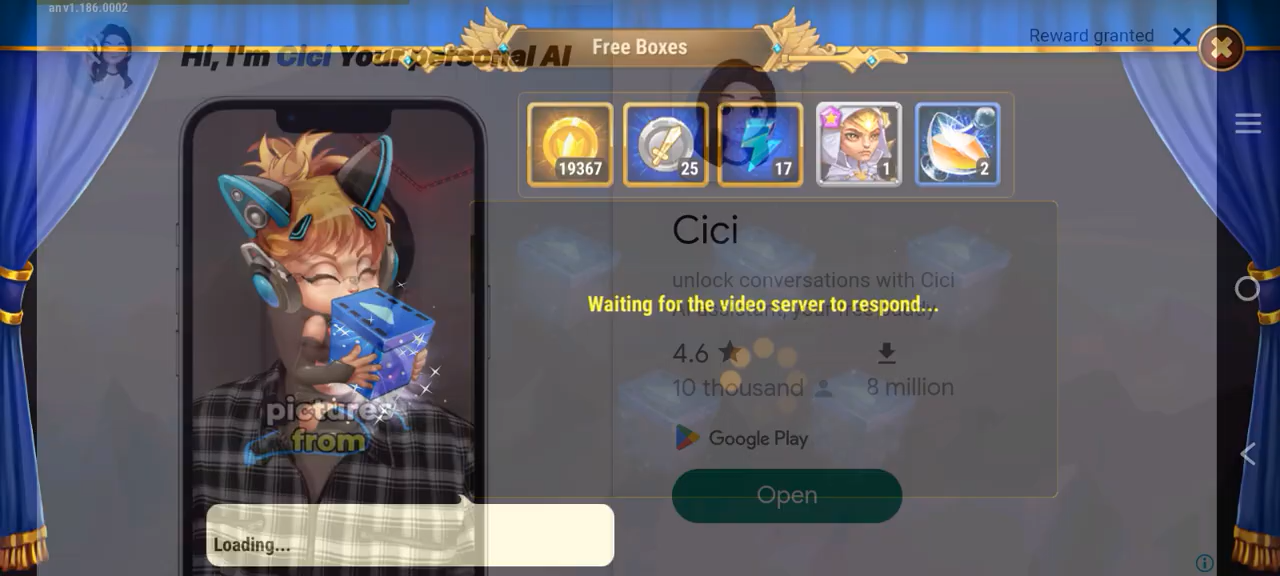 anv1.186.0002
Free Boxes
Reward granted
Hi, I'm Cici Your personal AI
19367
25
17
1
2
Cici
unlock conversations with Cici
Waiting for the video server to respond...
4.6
10 thousand
8 million
pictures
from
Google Play
Open
Loading...